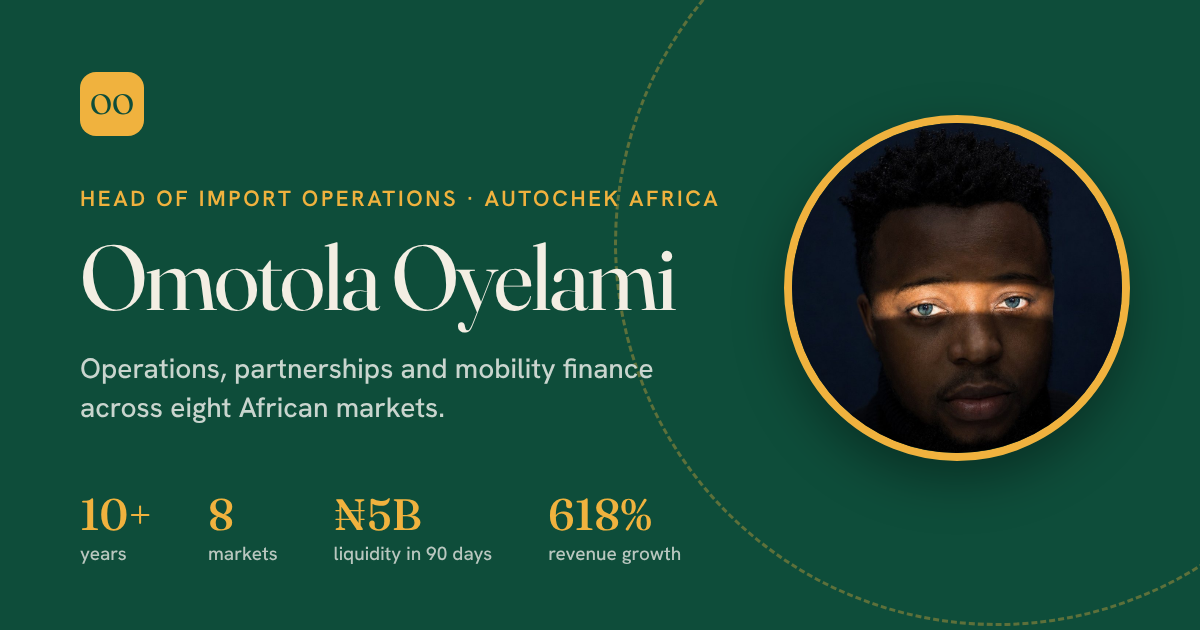 OO
HEAD OF IMPORT OPERATIONS · AUTOCHEK AFRICA
Omotola Oyelami
Operations, partnerships and mobility finance
across eight African markets.
10+ 8 ₦5B 618%
years markets liquidity in 90 days revenue growth